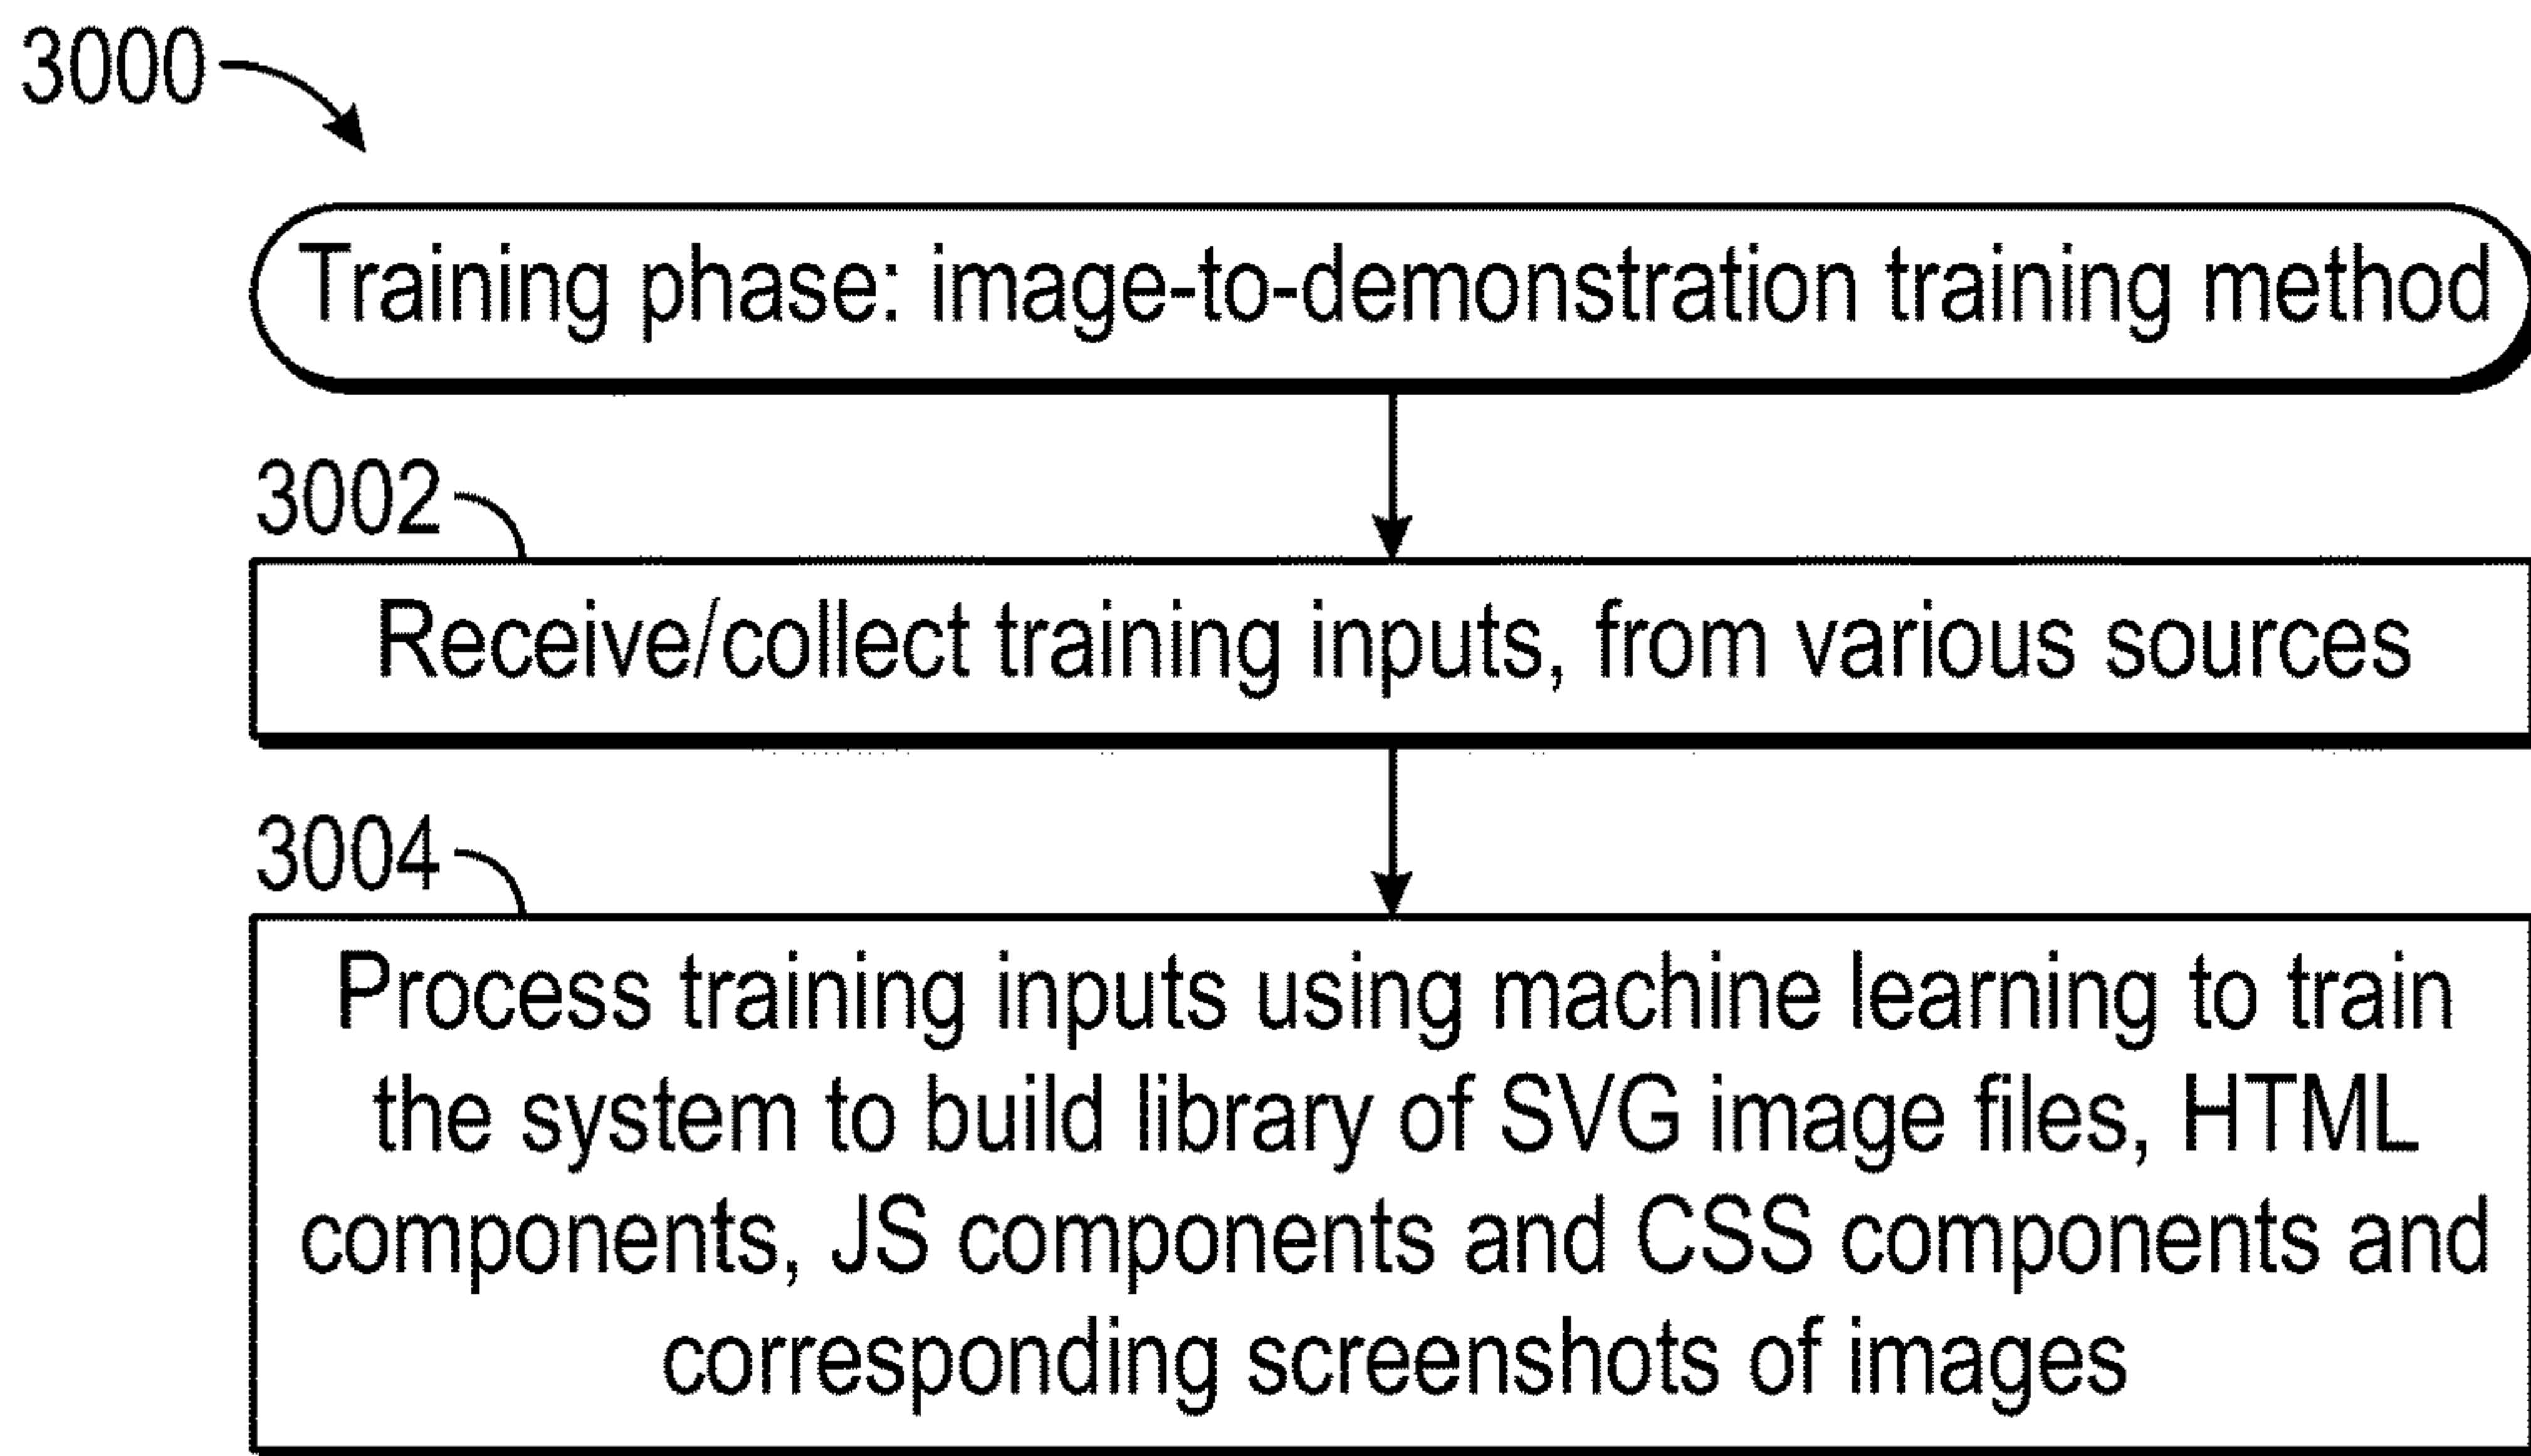 3000
Training phase: image-to-demonstration training method
3002
Receive/collect training inputs, from various sources
3004
Process training inputs using machine learning to train
the system to build library of SVG image files, HTML
components, JS components and CSS components and
corresponding screenshots of images